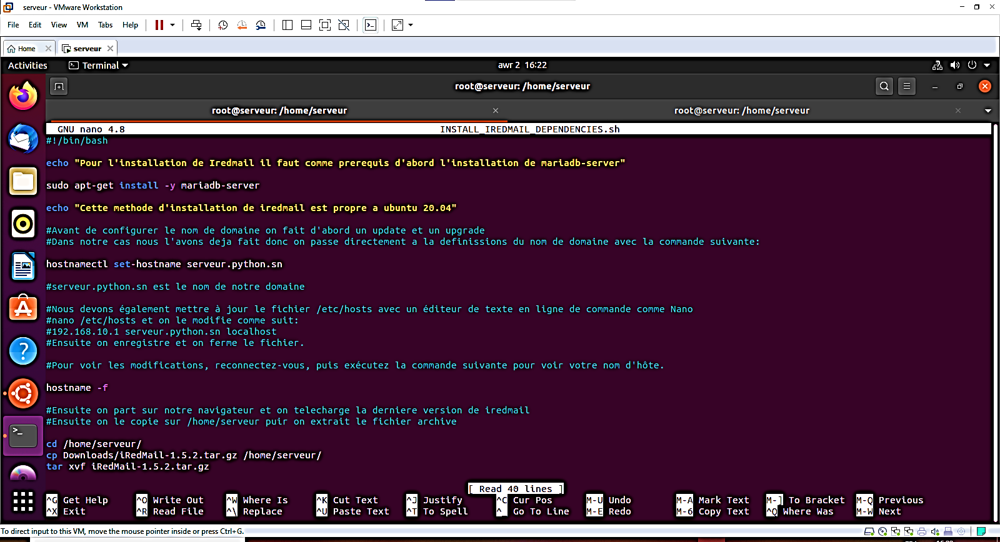 serveur - VMware Workstation
File Edit View VM Tabs Help
Home serveur
Activities Terminal awr 2 16:22
root@serveur: /home/serveur
root@serveur: /home/serveur root@serveur: /home/serveur
GNU nano 4.8 INSTALL_IREDMAIL_DEPENDENCIES.sh
#!/bin/bash
echo "Pour l'installation de Iredmail il faut comme prerequis d'abord l'installation de mariadb-server"
sudo apt-get install -y mariadb-server
echo "Cette methode d'installation de iredmail est propre a ubuntu 20.04"
#Avant de configurer le nom de domaine on fait d'abord un update et un upgrade
#Dans notre cas nous l'avons deja fait donc on passe directement a la definissions du nom de domaine avec la commande suivante:
hostnamectl set-hostname serveur.python.sn
#serveur.python.sn est le nom de notre domaine
#Nous devons également mettre à jour le fichier /etc/hosts avec un éditeur de texte en ligne de commande comme Nano
#nano /etc/hosts et on le modifie comme suit:
#192.168.10.1 serveur.python.sn localhost
#Ensuite on enregistre et on ferme le fichier.
#Pour voir les modifications, reconnectez-vous, puis exécutez la commande suivante pour voir votre nom d'hôte.
hostname -f
#Ensuite on part sur notre navigateur et on telecharge la derniere version de iredmail
#Ensuite on le copie sur /home/serveur puir on extrait le fichier archive
cd /home/serveur/
cp Downloads/iRedMail-1.5.2.tar.gz /home/serveur/
tar xvf iRedMail-1.5.2.tar.gz
[ Read 40 lines ]
^G Get Help ^O Write Out ^W Where Is ^K Cut Text ^J Justify ^C Cur Pos M-U Undo M-A Mark Text M-] To Bracket M-Q Previous
^X Exit ^R Read File ^\ Replace ^U Paste Text ^T To Spell ^_ Go To Line M-E Redo M-6 Copy Text ^Q Where Was M-W Next
To direct input to this VM, move the mouse pointer inside or press Ctrl+G.